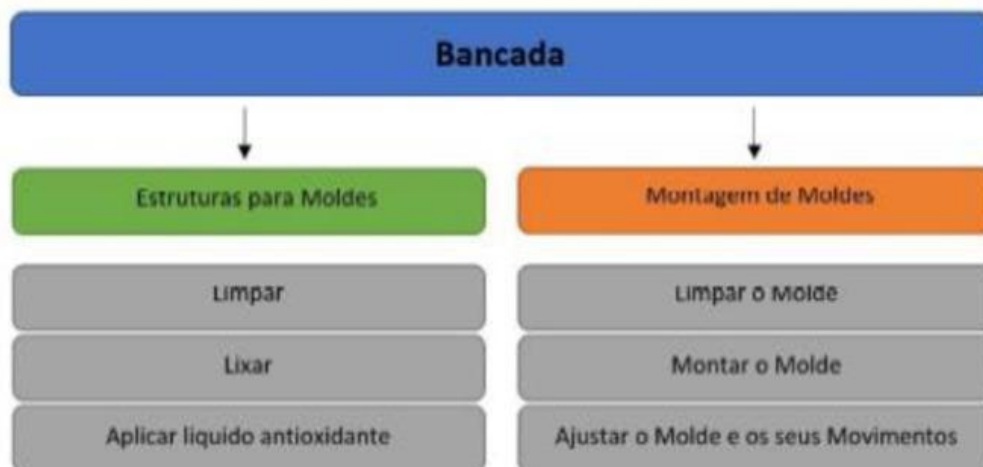 Bancada
Estruturas para Moldes
Montagem de Moldes
Limpar
Limpar o Molde
Lixar
Montar o Molde
Aplicar liquido antioxidante
Ajustar o Molde e os seus Movimentos